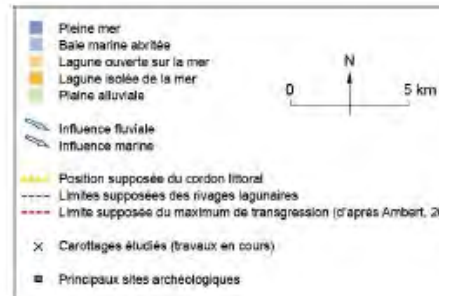 Pleine mer
Baie marine abritée
Lagune ouverte sur la mer
Lagune isolée de la mer
Plaine alluviale
N
0 5 km
Influence fluviale
Influence marine
Position supposée du cordon littoral
Limites supposées des rivages lagunaires
Limite supposée du maximum de transgression (d'après Ambert, 2
Carottages étudiés (travaux en cours)
Principaux sites archéologiques